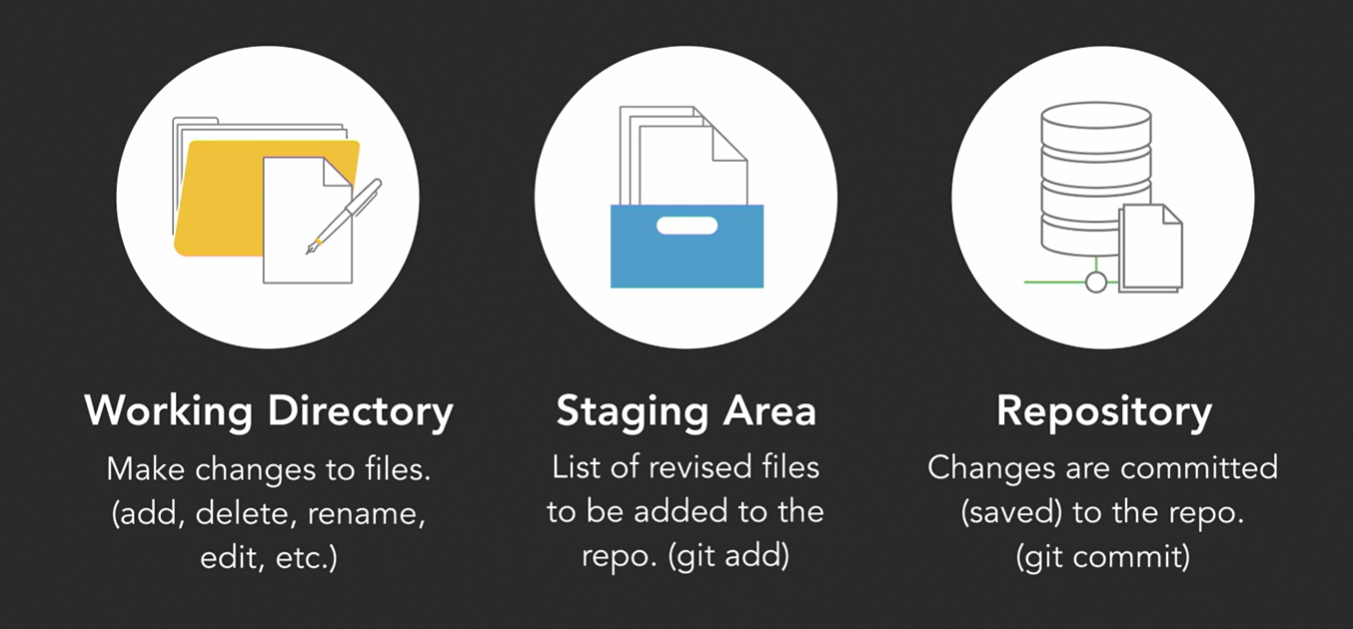 Working Directory
Make changes to files.
(add, delete, rename,
edit, etc.)
Staging Area
List of revised files
to be added to the
repo. (git add)
Repository
Changes are committed
(saved) to the repo.
(git commit)